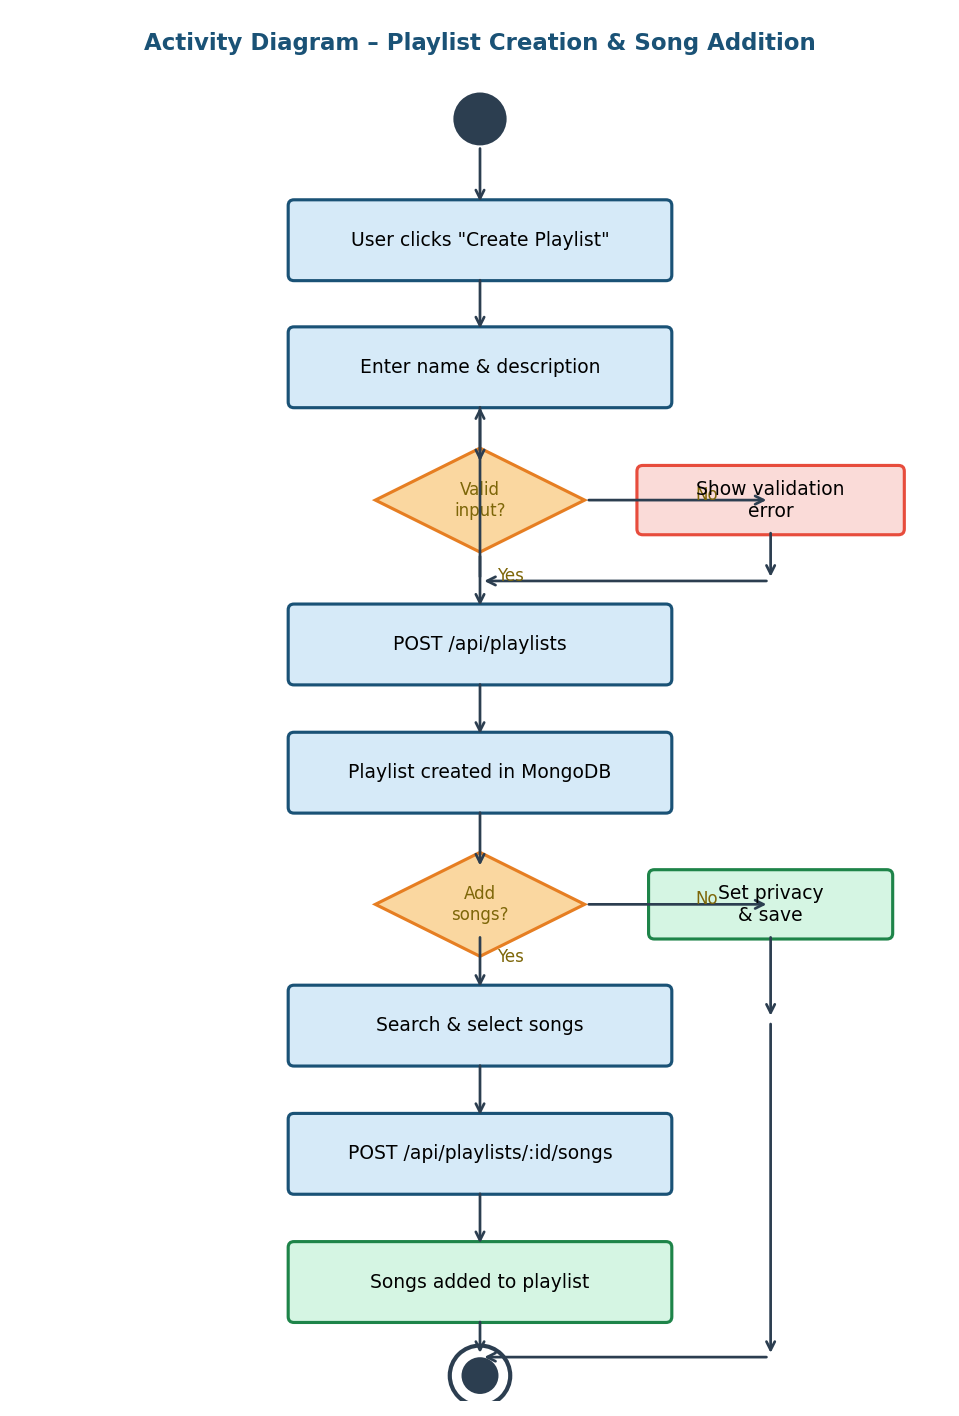 Activity Diagram – Playlist Creation & Song Addition
User clicks "Create Playlist"
Enter name & description
Valid
input?
No
Show validation
error
Yes
POST /api/playlists
Playlist created in MongoDB
Add
songs?
No
Set privacy
& save
Yes
Search & select songs
POST /api/playlists/:id/songs
Songs added to playlist